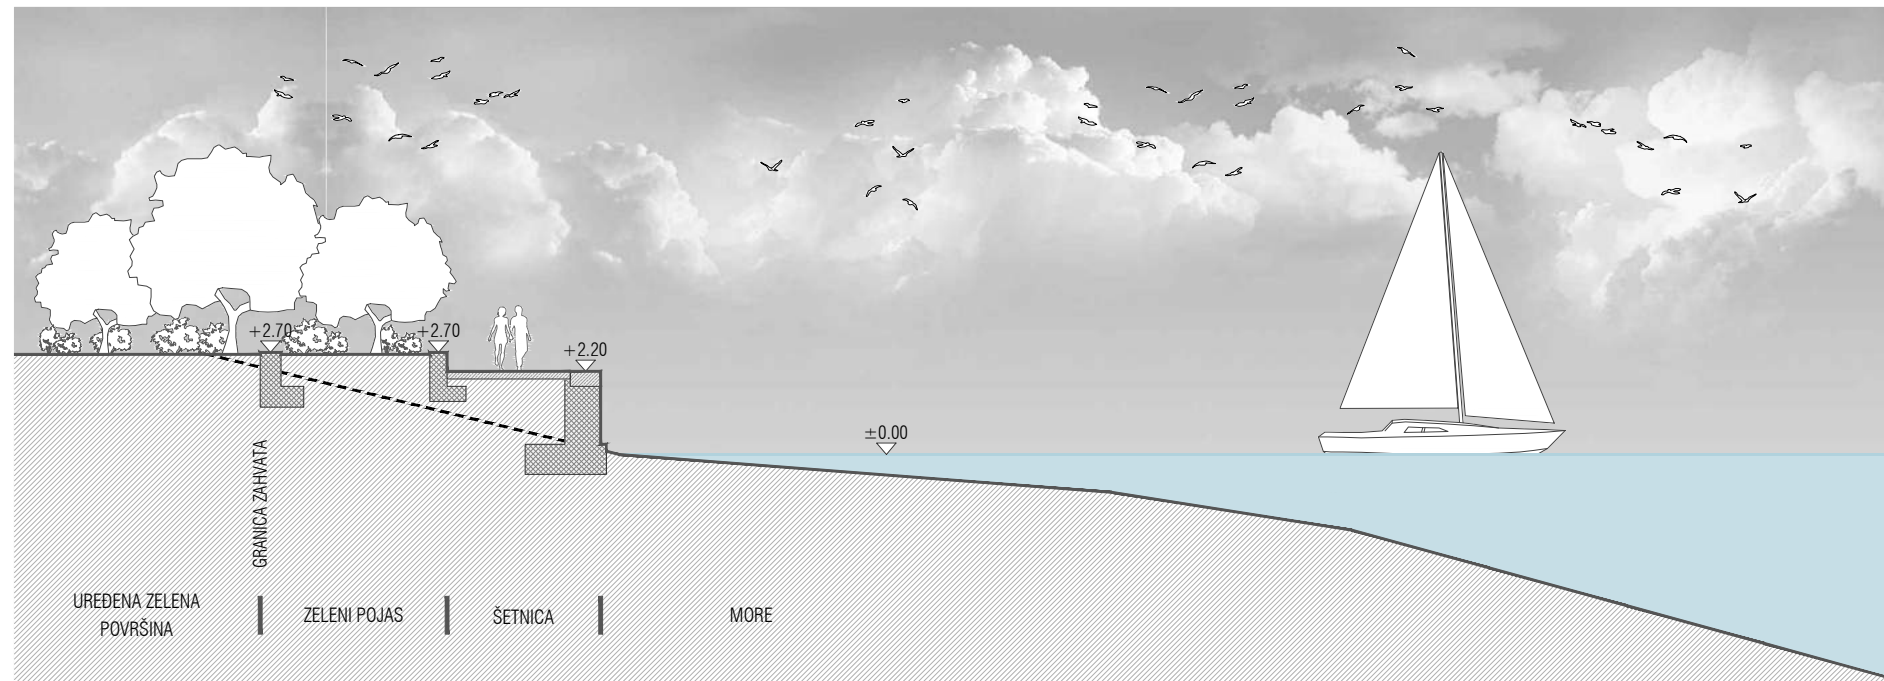 +2.70
+2.70
+2.20
±0.00
GRANICA ZAHVATA
UREĐENA ZELENA
POVRŠINA
ZELENI POJAS
ŠETNICA
MORE